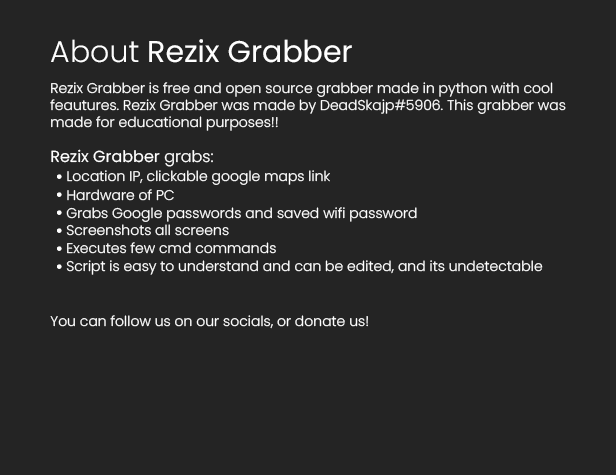 About Rezix Grabber
Rezix Grabber is free and open source grabber made in python with cool
feautures. Rezix Grabber was made by DeadSkajp#5906. This grabber was
made for educational purposes!!
Rezix Grabber grabs:
• Location IP, clickable google maps link
• Hardware of PC
• Grabs Google passwords and saved wifi password
• Screenshots all screens
• Executes few cmd commands
• Script is easy to understand and can be edited, and its undetectable
You can follow us on our socials, or donate us!